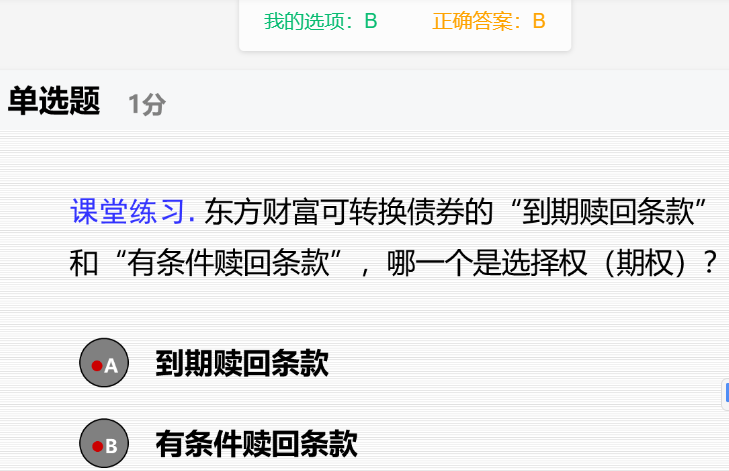 我的选项：B 正确答案：B
单选题 1分
课堂练习. 东方财富可转换债券的“到期赎回条款”
和“有条件赎回条款”，哪一个是选择权（期权）？
A 到期赎回条款
B 有条件赎回条款